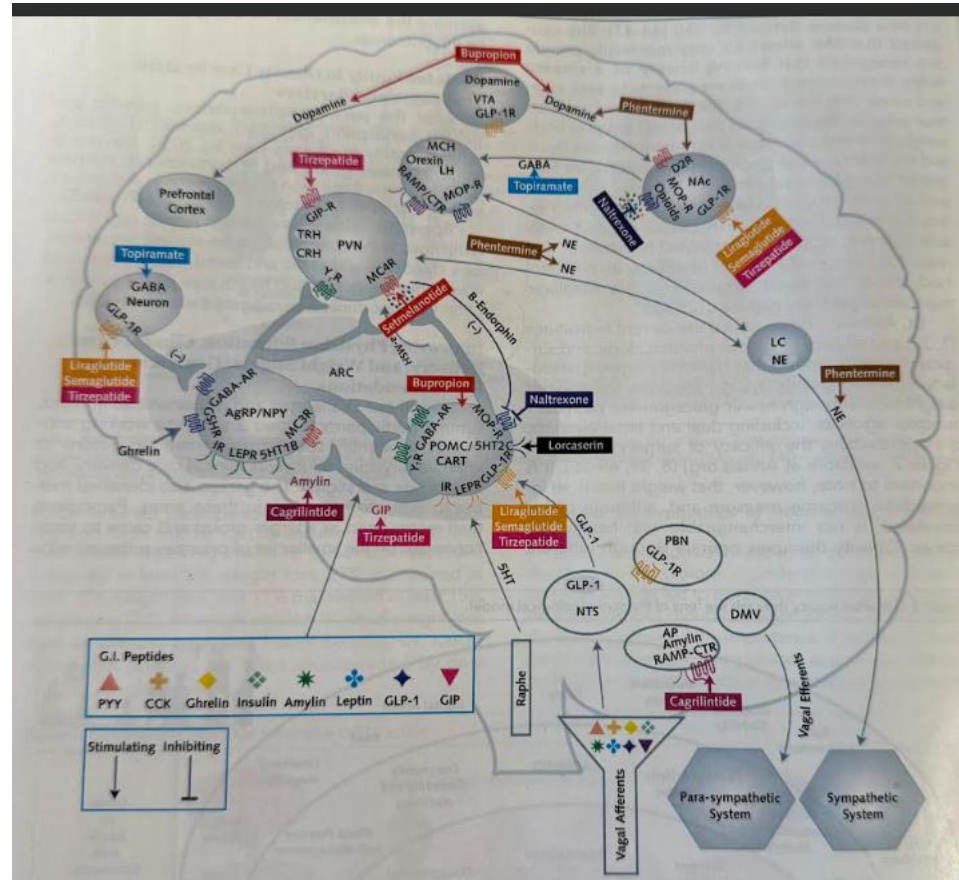 Bupropion
Dopamine
VTA
GLP-1R
Dopamine
Dopamine
Phentermine
MCH
Orexin
LH
RAMP/CTR
MOP-R
GABA
Topiramate
D2R
NAc
MOP-R
Opioids
GLP-1R
Naltrexone
Liraglutide
Semaglutide
Tirzepatide
Tirzepatide
Prefrontal
Cortex
GIP-R
TRH
CRH
PVN
Y-R
MC4R
Phentermine
NE
NE
Topiramate
GABA
Neuron
GLP-1R
(-)
Setmelanotide
a-MSH
B-Endorphin
(-)
LC
NE
Phentermine
NE
Liraglutide
Semaglutide
Tirzepatide
ARC
GABA-AR
AgRP/NPY
GSHR
IR LEPR 5HT1B
MC3R
Ghrelin
Bupropion
MOP-R
Naltrexone
GABA-AR
POMC/ 5HT2C
CART
Y-R
IR LEPR GLP-1R
Lorcaserin
Amylin
Cagrilintide
GIP
Tirzepatide
Liraglutide
Semaglutide
Tirzepatide
GLP-1
5HT
PBN
GLP-1R
GLP-1
NTS
DMV
AP
Amylin
RAMP-CTR
Cagrilintide
Vagal Efferents
G.I. Peptides
PYY CCK Ghrelin Insulin Amylin Leptin GLP-1 GIP
Stimulating Inhibiting
Raphe
Vagal Afferents
Para-sympathetic
System
Sympathetic
System